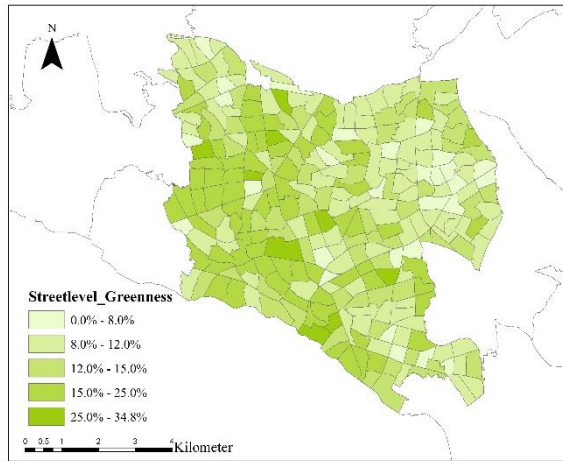 N
Streetlevel_Greenness
0.0% - 8.0%
8.0% - 12.0%
12.0% - 15.0%
15.0% - 25.0%
25.0% - 34.8%
0 0.5 1 2 3 4 Kilometer